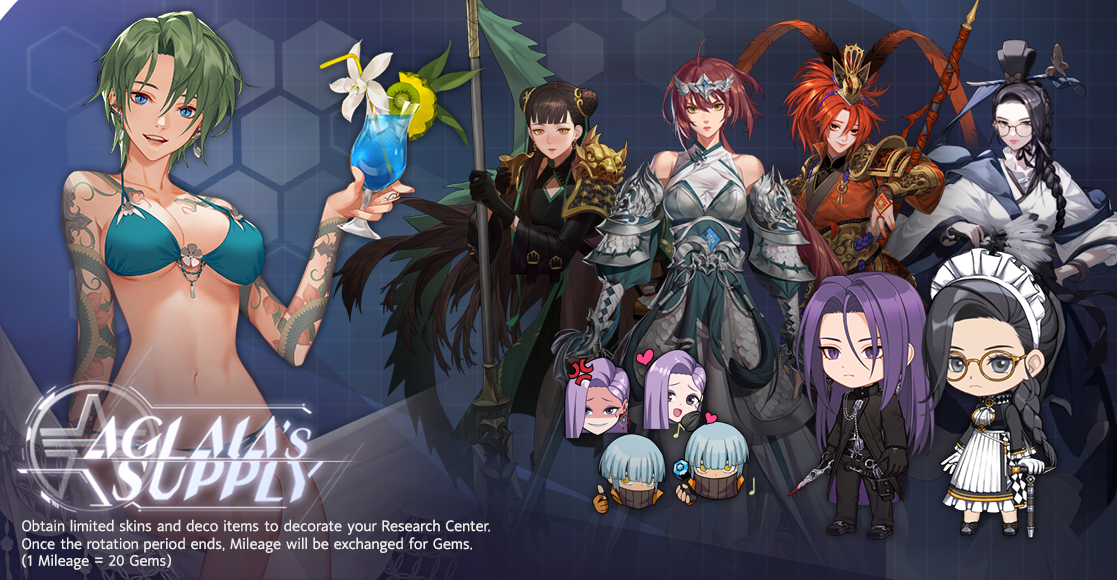 AGLAIA'S
SUPPLY
Obtain limited skins and deco items to decorate your Research Center.
Once the rotation period ends, Mileage will be exchanged for Gems.
(1 Mileage = 20 Gems)